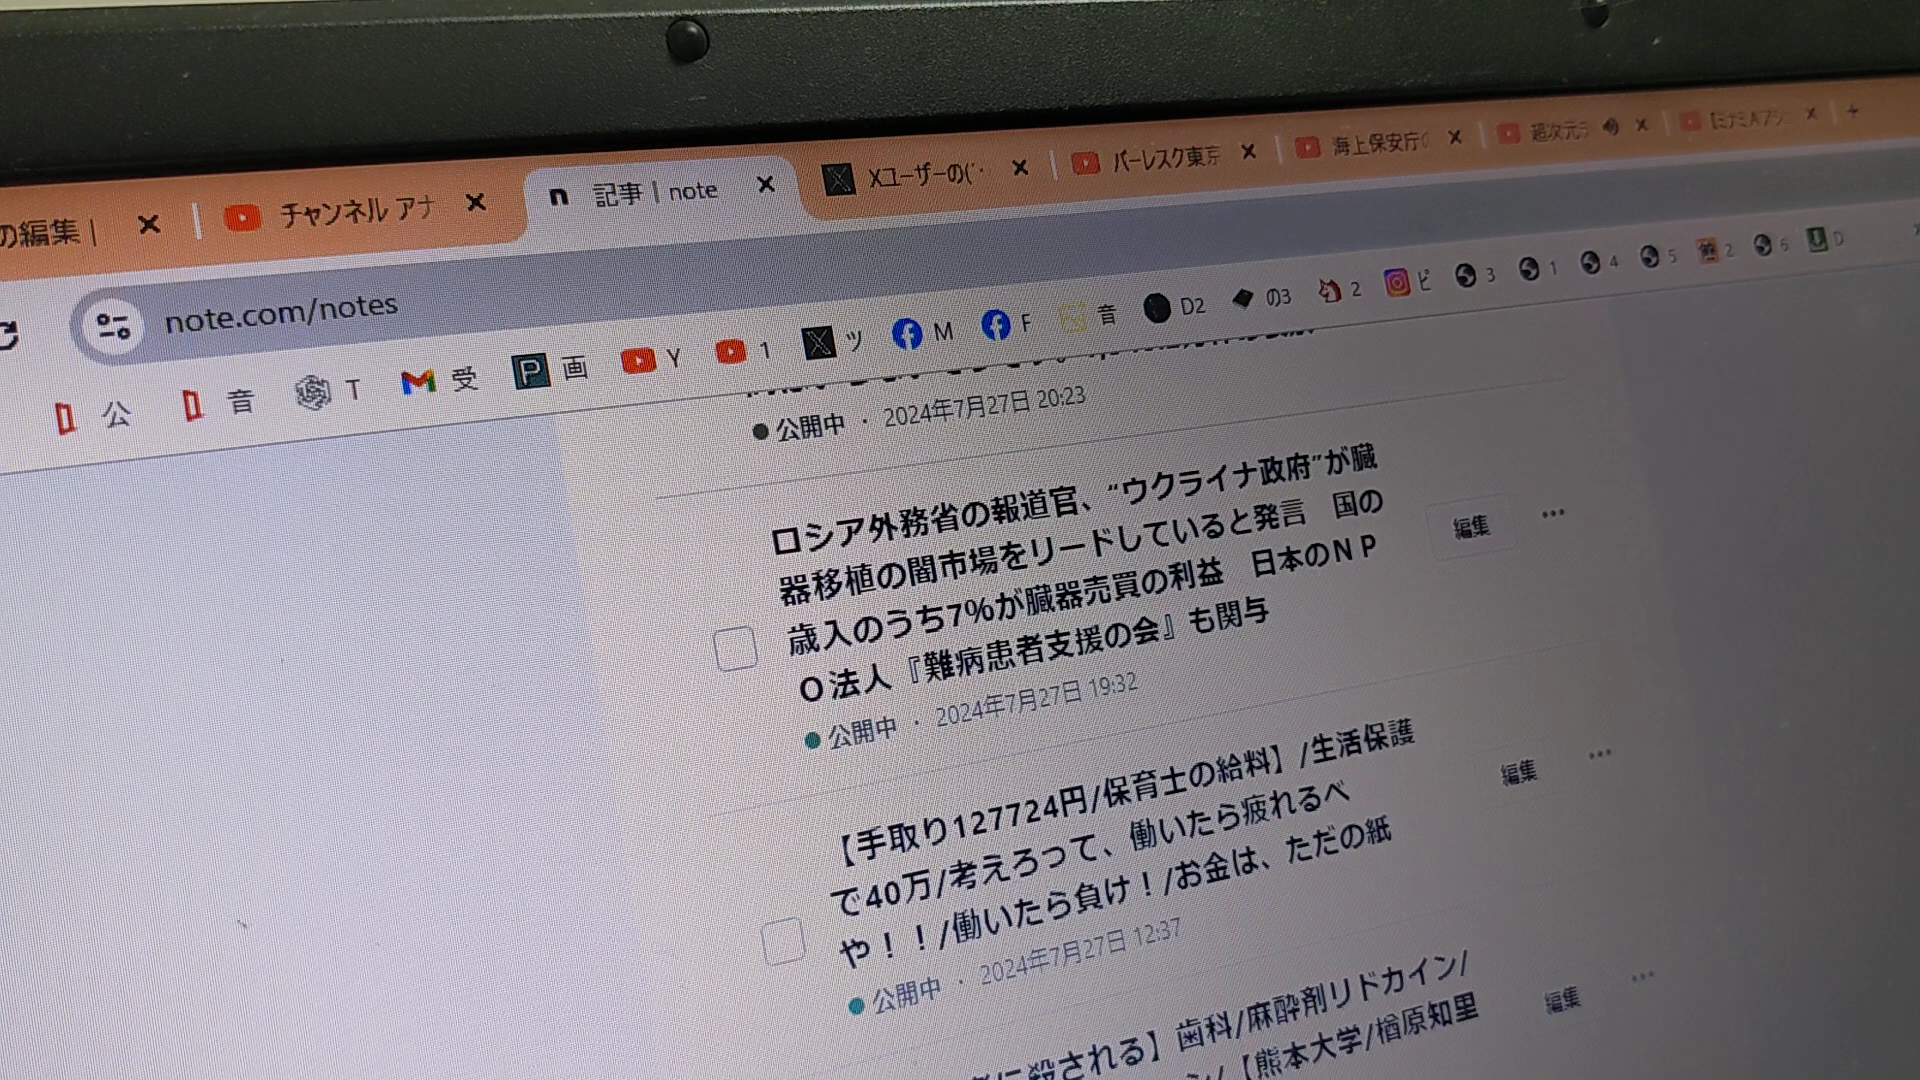 の編集 |
チャンネル アナ
記事 | note
Xユーザーの(´・
バーレスク東京
海上保安庁の
超次元ラ
note.com/notes
公 音 T 受 画 Y 1 ツ M F 音 D2 の3 2 ピ 3 1 4 5 2 6 D
公開中 ・ 2024年7月27日 20:23
ロシア外務省の報道官、“ウクライナ政府”が臓
器移植の闇市場をリードしていると発言 国の
歳入のうち7%が臓器売買の利益 日本のNP
O法人『難病患者支援の会』も関与
編集
公開中 ・ 2024年7月27日 19:32
【手取り127724円/保育士の給料】/生活保護
で40万/考えろって、働いたら疲れるべ
や！！/働いたら負け！/お金は、ただの紙
編集
公開中 ・ 2024年7月27日 12:37
に殺される】歯科/麻酔剤リドカイン/
ン/【熊本大学/楢原知里
編集